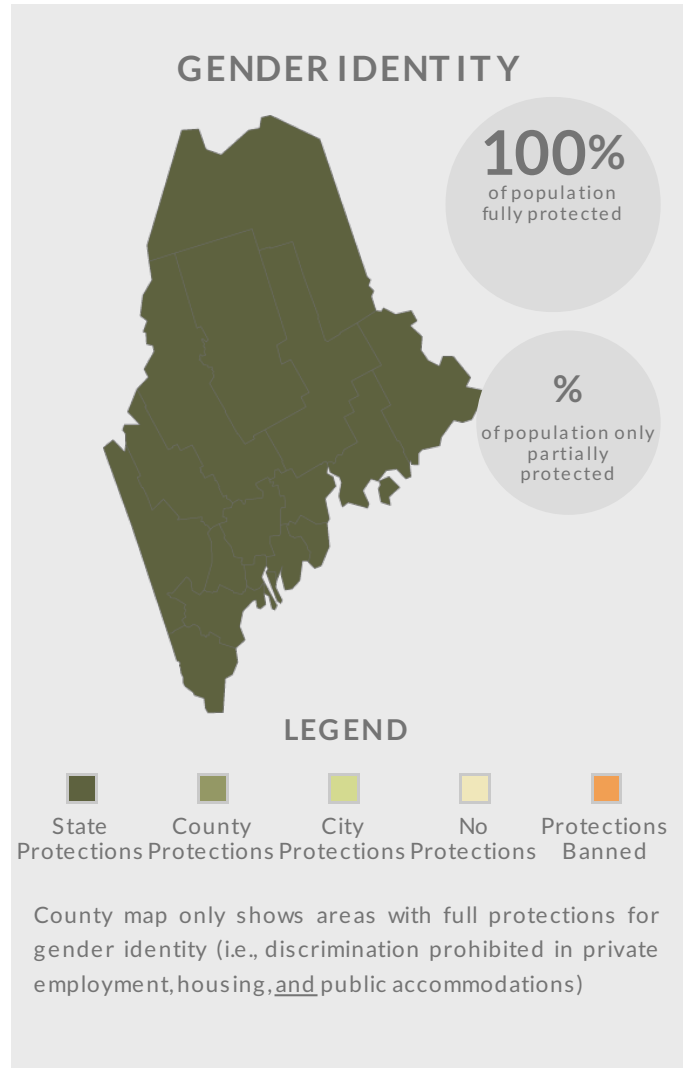 GENDER IDENTITY
100%
of population
fully protected
%
of population only
partially
protected
LEGEND
State
Protections
County
Protections
City
Protections
No
Protections
Protections
Banned
County map only shows areas with full protections for
gender identity (i.e., discrimination prohibited in private
employment, housing, and public accommodations)